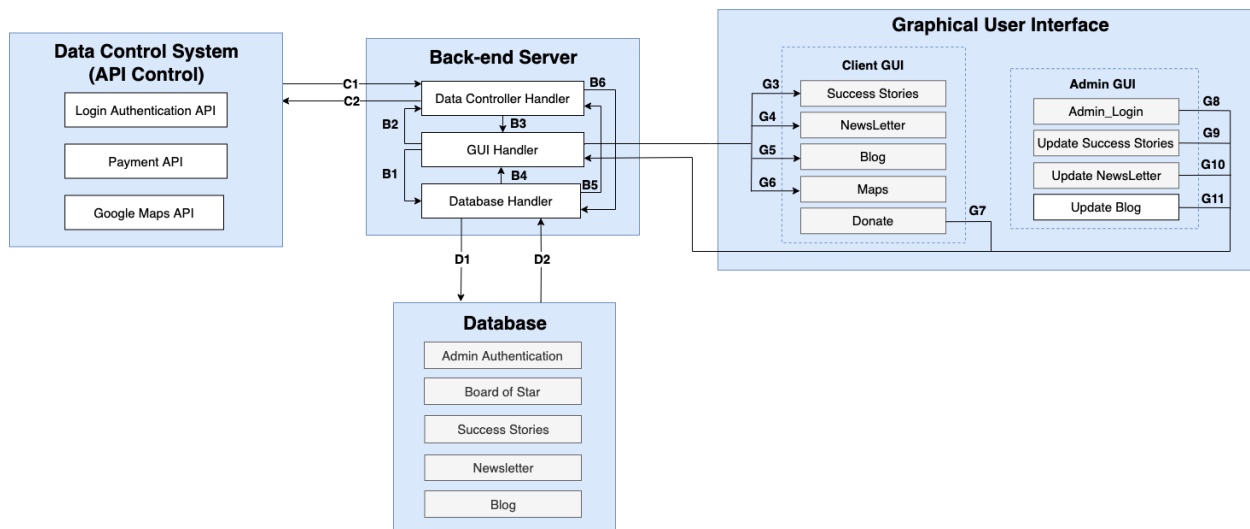 Data Control System
(API Control)
Login Authentication API
Payment API
Google Maps API
C1
C2
Back-end Server
Data Controller Handler
B6
B2
B3
GUI Handler
B1
B4
B5
Database Handler
D1
D2
Database
Admin Authentication
Board of Star
Success Stories
Newsletter
Blog
Graphical User Interface
Client GUI
G3
Success Stories
G4
NewsLetter
G5
Blog
G6
Maps
Donate
G7
Admin GUI
Admin_Login
G8
Update Success Stories
G9
Update NewsLetter
G10
Update Blog
G11